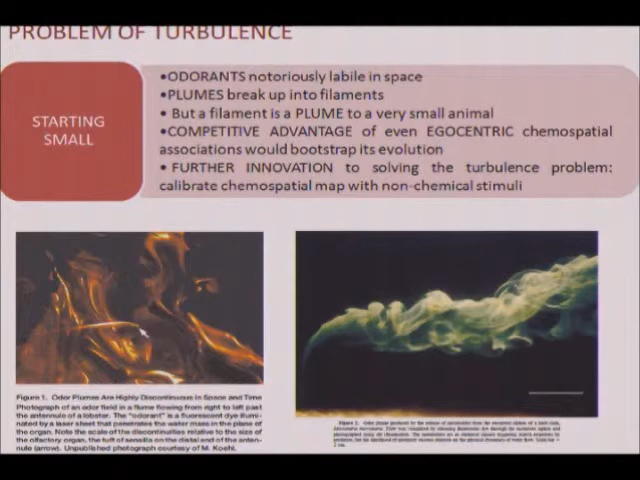 PROBLEM OF TURBULENCE
STARTING
SMALL
•ODORANTS notoriously labile in space
•PLUMES break up into filaments
• But a filament is a PLUME to a very small animal
•COMPETITIVE ADVANTAGE of even EGOCENTRIC chemospatial
associations would bootstrap its evolution
• FURTHER INNOVATION to solving the turbulence problem:
calibrate chemospatial map with non-chemical stimuli
Figure 1. Odor Plumes Are Highly Discontinuous in Space and Time
Photograph of an odor field in a flume flowing from right to left past
the antennule of a lobster. The "odorant" is a fluorescent dye illumi-
nated by a laser sheet that penetrates the water mass in the plane of
the organ. Note the scale of the discontinuities relative to the size of
the olfactory organ, the tuft of sensilla on the distal end of the anten-
nule (arrow). Unpublished photograph courtesy of M. Koehl.